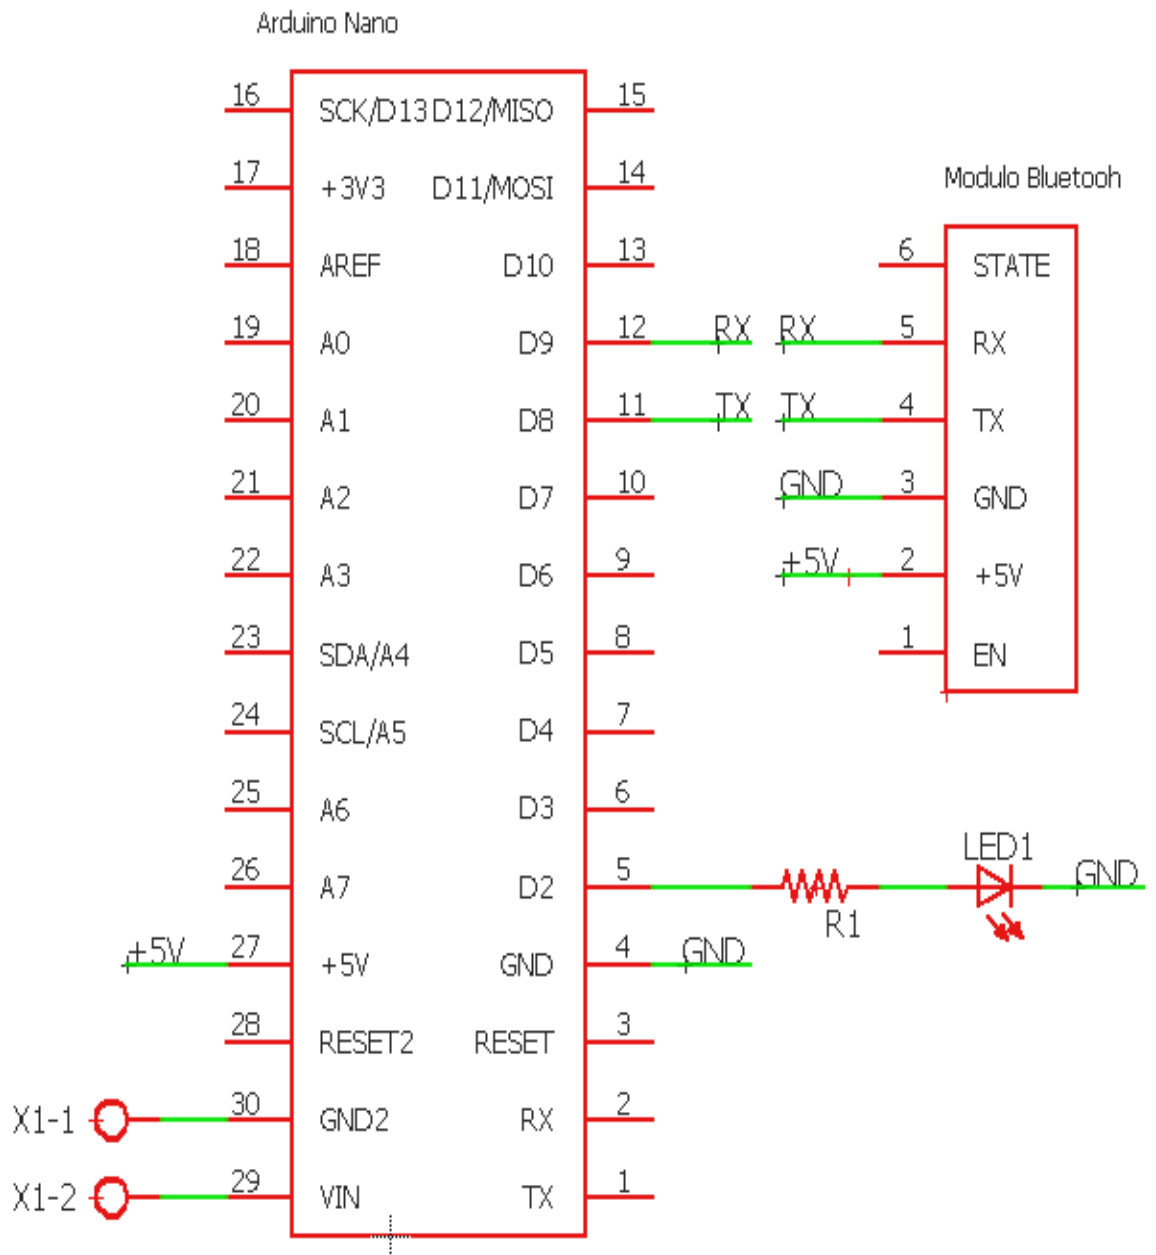 Arduino Nano
16 SCK/D13 D12/MISO 15
17 +3V3 D11/MOSI 14
Modulo Bluetooh
18 AREF D10 13
6 STATE
19 A0 D9 12 RX RX 5 RX
20 A1 D8 11 TX TX 4 TX
21 A2 D7 10 GND 3 GND
22 A3 D6 9 +5V 2 +5V
23 SDA/A4 D5 8 1 EN
24 SCL/A5 D4 7
25 A6 D3 6
LED1
26 A7 D2 5 GND
R1
+5V 27 +5V GND 4 GND
28 RESET2 RESET 3
X1-1 30 GND2 RX 2
X1-2 29 VIN TX 1